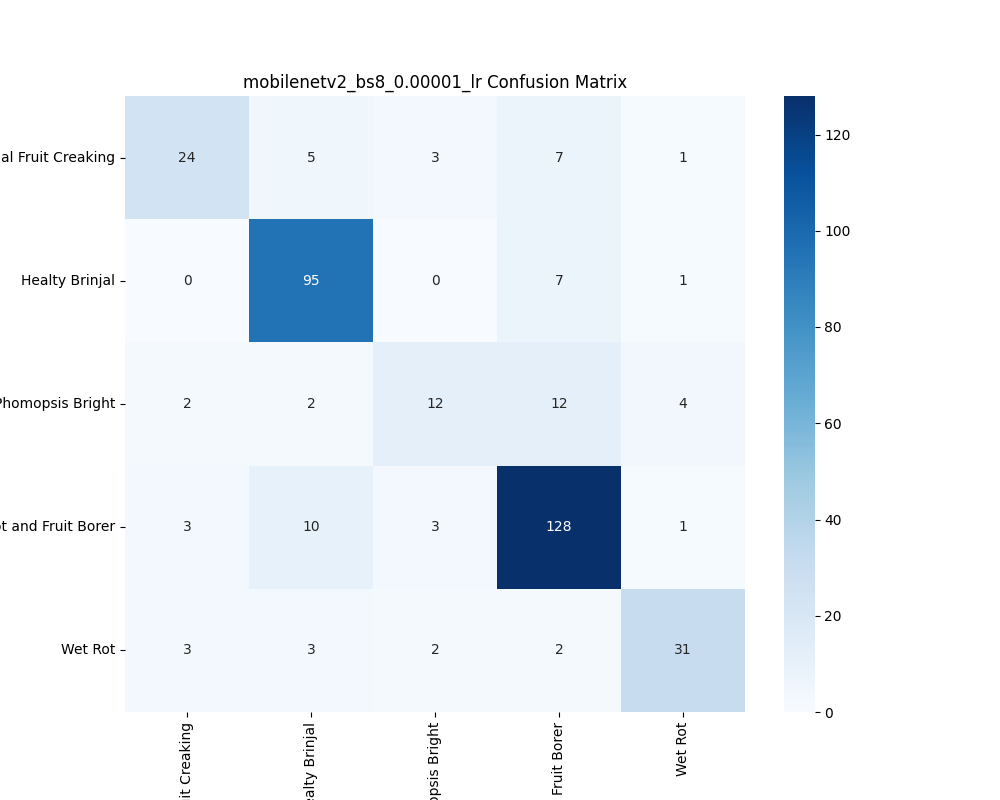 mobilenetv2_bs8_0.00001_lr Confusion Matrix
al Fruit Creaking
24 5 3 7 1
120
100
Healty Brinjal
0 95 0 7 1
80
Phomopsis Bright
2 2 12 12 4
60
40
ot and Fruit Borer
3 10 3 128 1
20
Wet Rot
3 3 2 2 31
0
it Creaking
ealty Brinjal
opsis Bright
Fruit Borer
Wet Rot